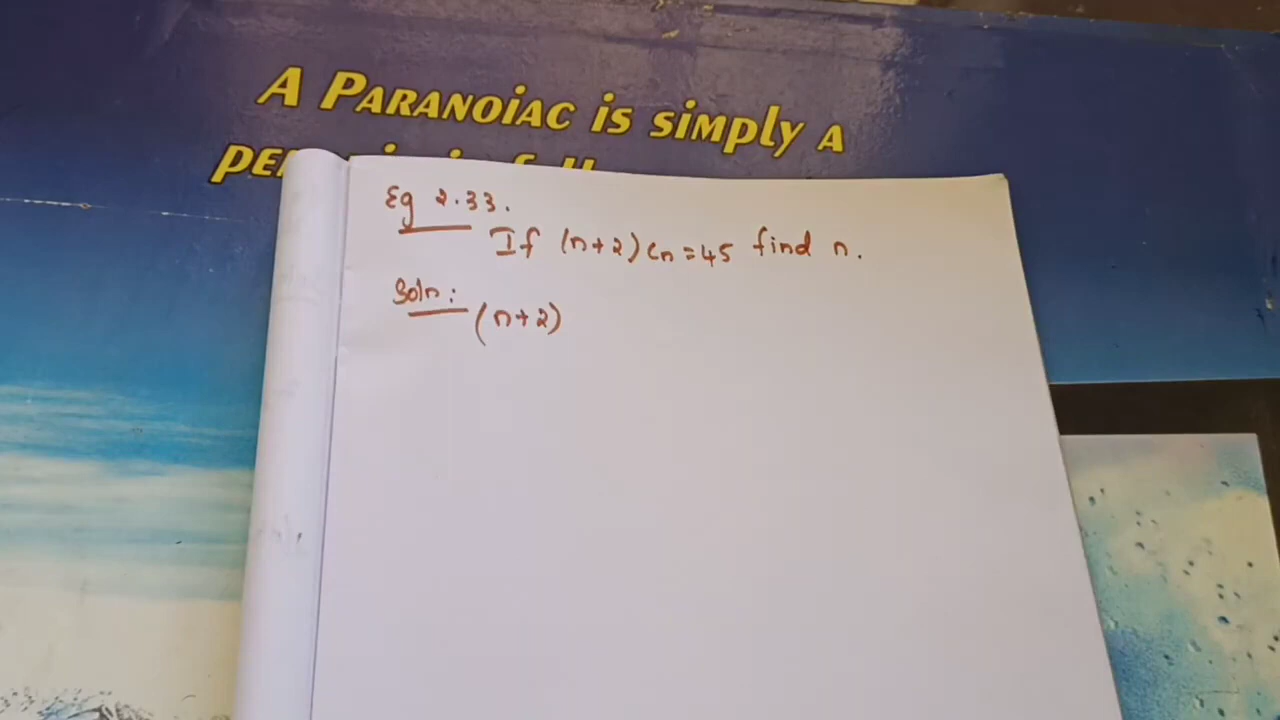 A PARANOIAC IS SIMPLY A
Eg 2.33.
If (n+2)Cn=45 find n.
Soln:
(n+2)